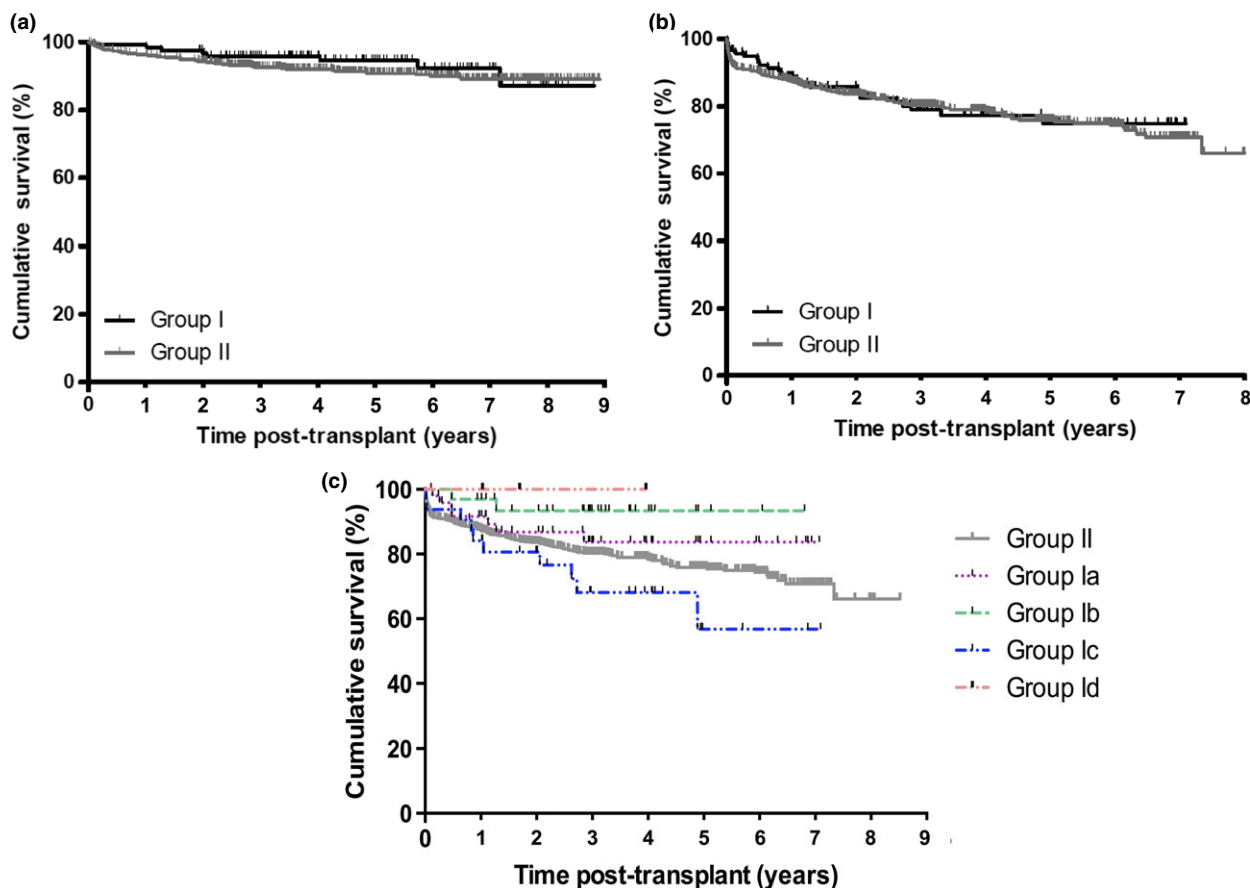 (a)
100
80
60
40
20
0
Cumulative survival (%)
Group I
Group II
0 1 2 3 4 5 6 7 8 9
Time post-transplant (years)
(b)
100
80
60
40
20
0
Cumulative survival (%)
Group I
Group II
0 1 2 3 4 5 6 7 8
Time post-transplant (years)
(c)
100
80
60
40
20
0
Cumulative survival (%)
0 1 2 3 4 5 6 7 8 9
Time post-transplant (years)
Group II
Group Ia
Group Ib
Group Ic
Group Id